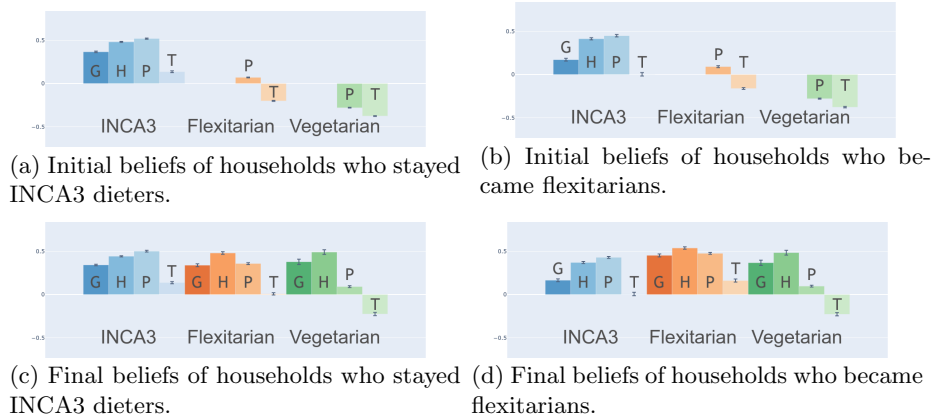 0.5
0
−0.5
G H P T
P T
P T
INCA3 Flexitarian Vegetarian
(a) Initial beliefs of households who stayed
INCA3 dieters.
0.5
0
−0.5
G H P T
P T
P T
INCA3 Flexitarian Vegetarian
(b) Initial beliefs of households who be-
came flexitarians.
0.5
0
−0.5
G H P T G H P T G H P T
INCA3 Flexitarian Vegetarian
(c) Final beliefs of households who stayed
INCA3 dieters.
0.5
0
−0.5
G H P T G H P T G H P T
INCA3 Flexitarian Vegetarian
(d) Final beliefs of households who became
flexitarians.